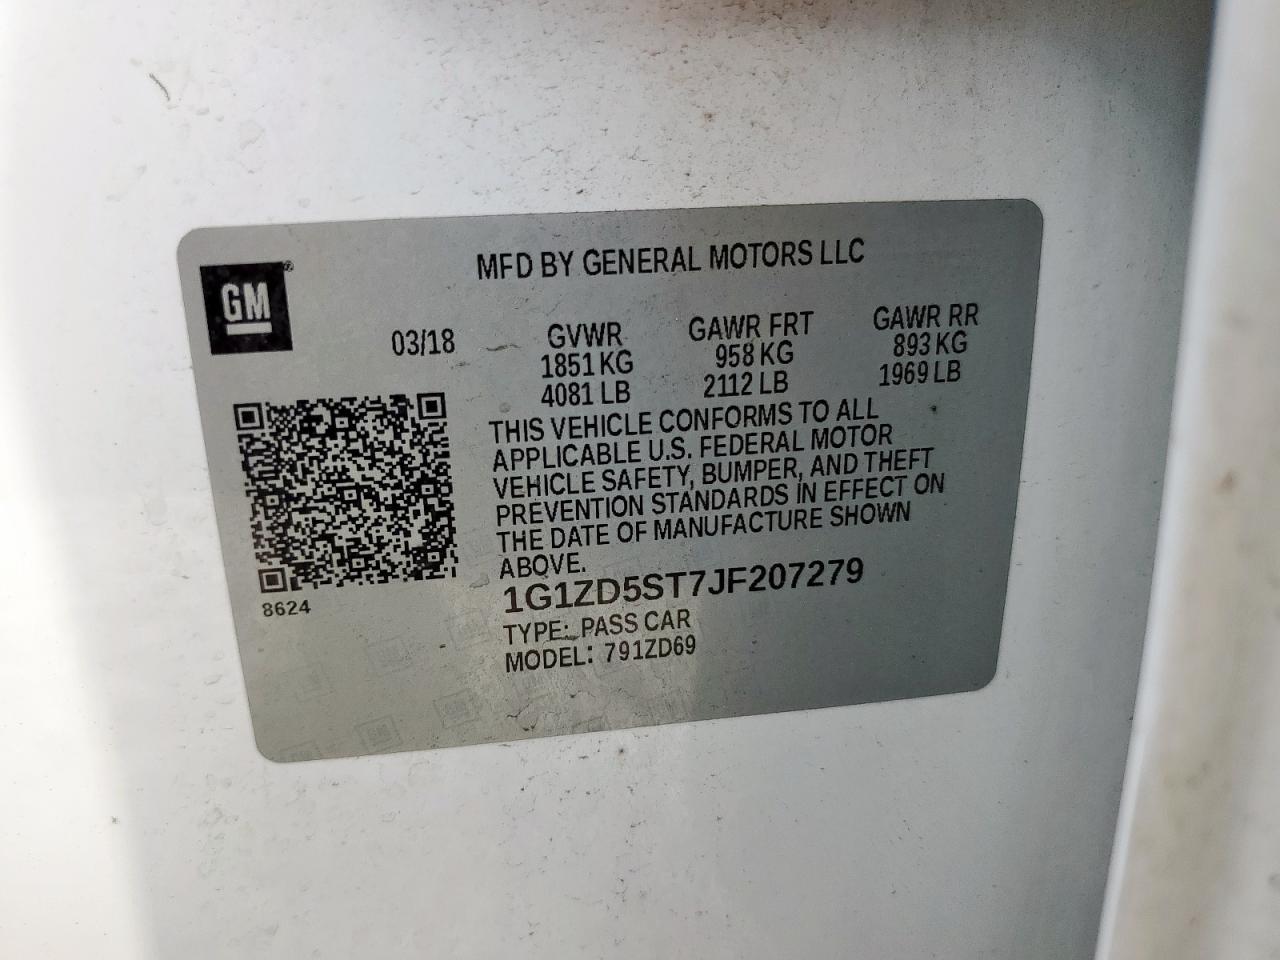 GM
MFD BY GENERAL MOTORS LLC
03/18
GVWR
1851 KG
4081 LB
GAWR FRT
958 KG
2112 LB
GAWR RR
893 KG
1969 LB
THIS VEHICLE CONFORMS TO ALL
APPLICABLE U.S. FEDERAL MOTOR
VEHICLE SAFETY, BUMPER, AND THEFT
PREVENTION STANDARDS IN EFFECT ON
THE DATE OF MANUFACTURE SHOWN
ABOVE.
8624
1G1ZD5ST7JF207279
TYPE: PASS CAR
MODEL: 791ZD69